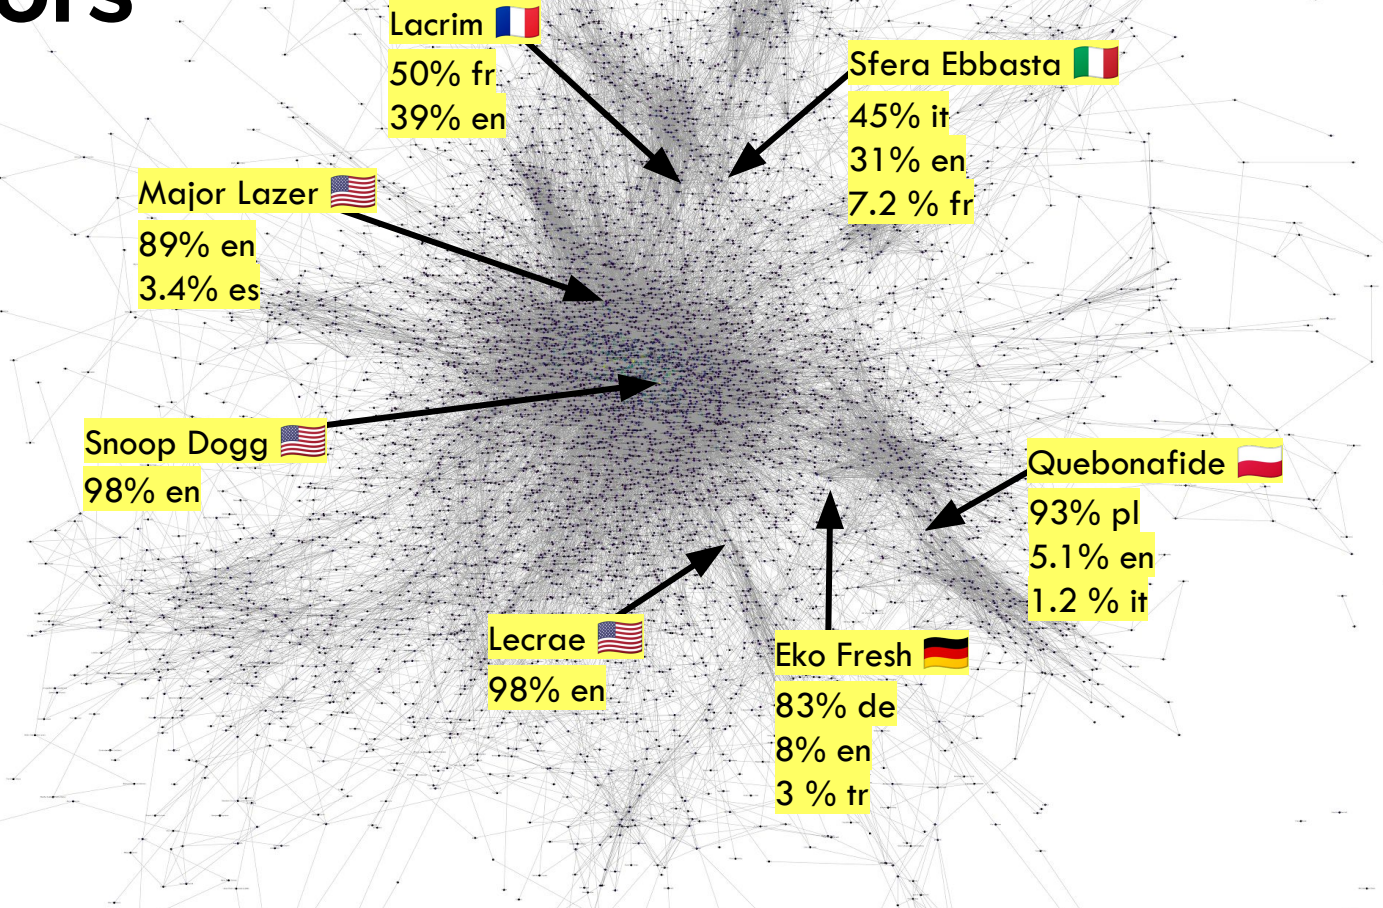 Lacrim 🇫🇷
50% fr
39% en
Sfera Ebbasta 🇮🇹
45% it
31% en
7.2 % fr
Major Lazer 🇺🇸
89% en
3.4% es
Snoop Dogg 🇺🇸
98% en
Quebonafide 🇵🇱
93% pl
5.1% en
1.2 % it
Lecrae 🇺🇸
98% en
Eko Fresh 🇩🇪
83% de
8% en
3 % tr